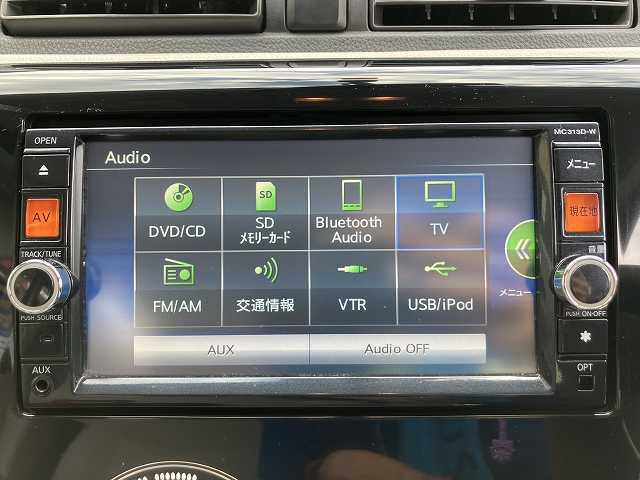 OPEN
MC313D-W
AV
TRACK/TUNE
PUSH SOURCE
AUX
Audio
DVD/CD
SD
SD
メモリーカード
Bluetooth
Audio
TV
FM/AM
交通情報
VTR
USB/iPod
メニュー
AUX
Audio OFF
メニュー
現在地
音量
PUSH ON-OFF
✱
OPT